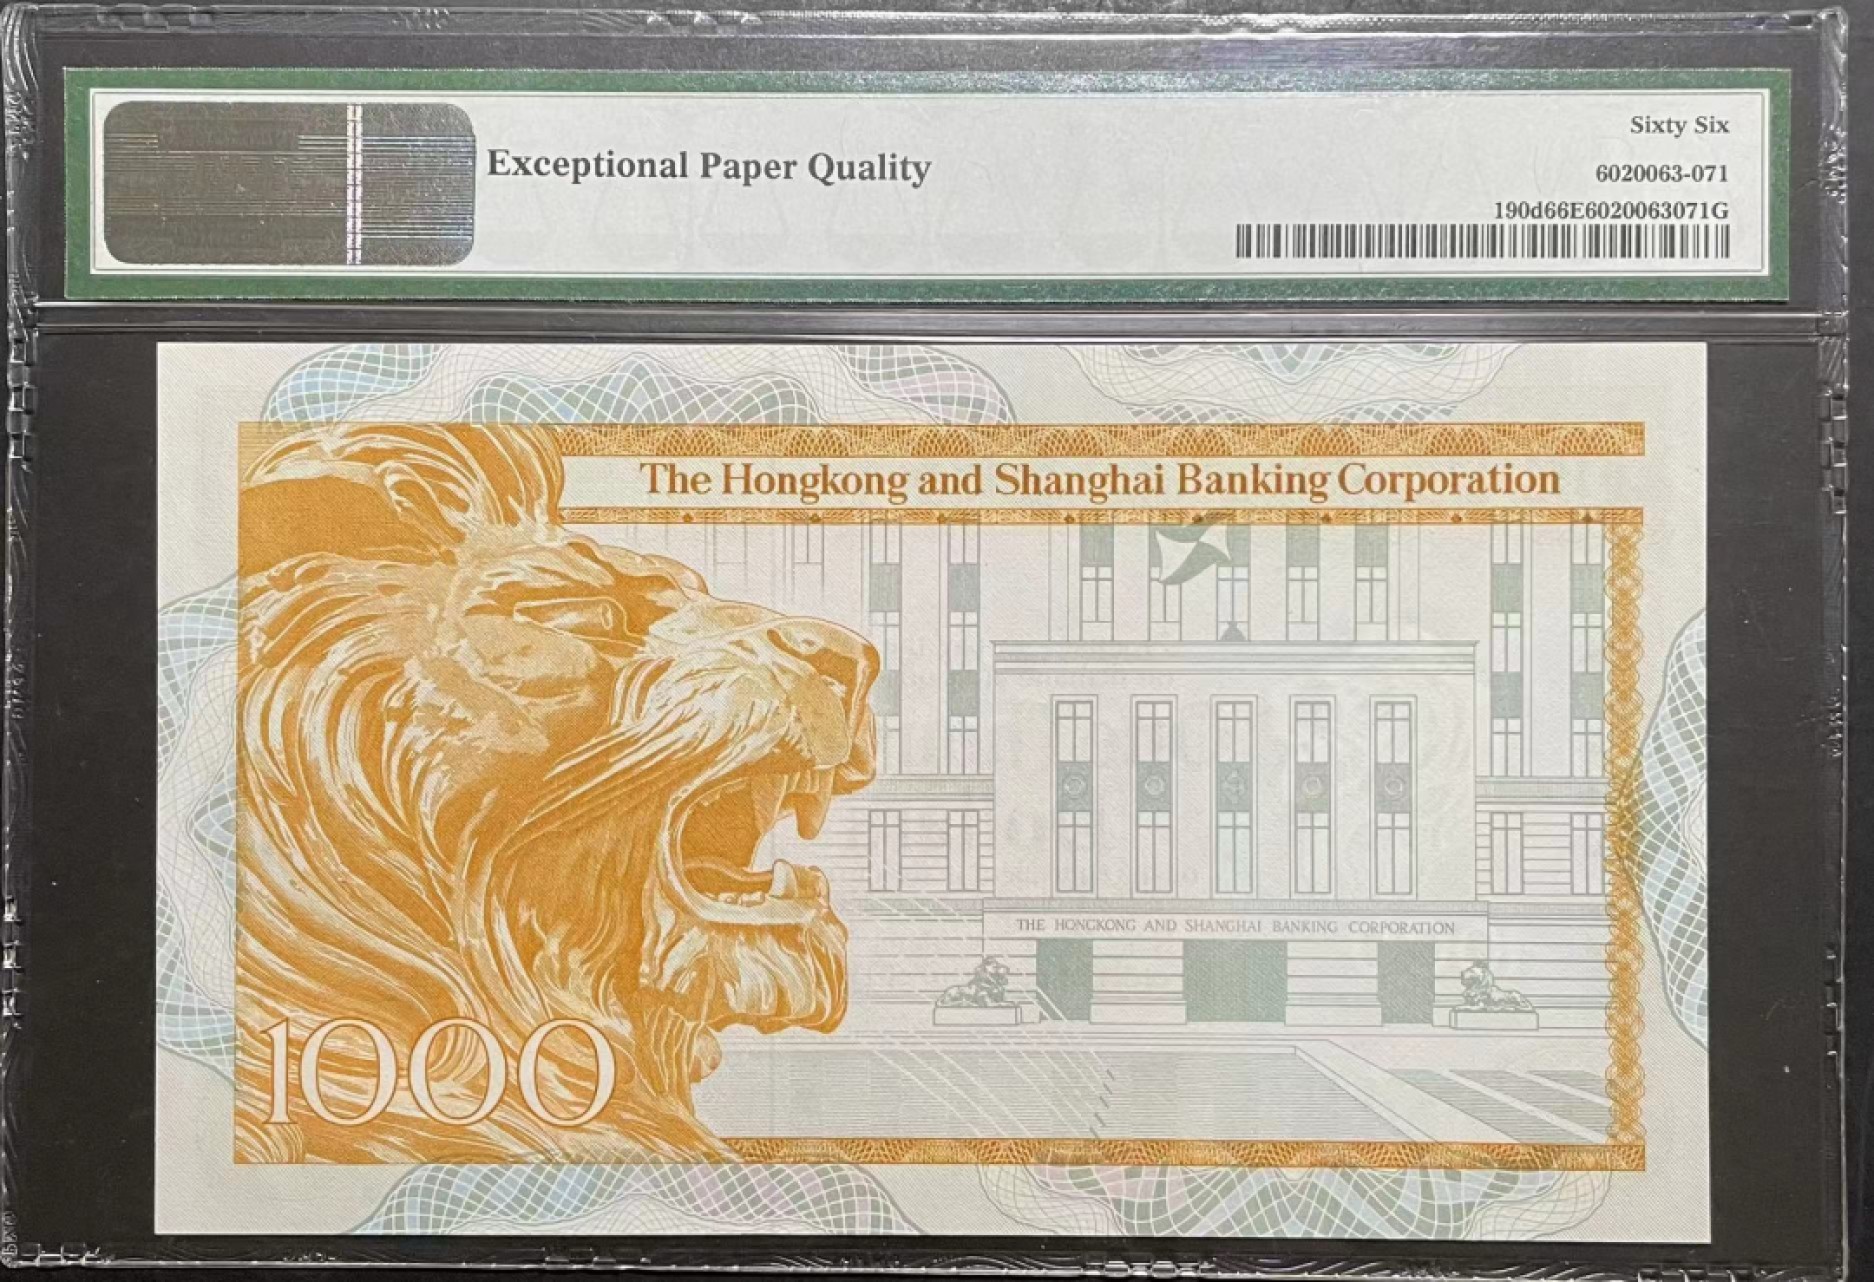 Sixty Six
Exceptional Paper Quality
6020063-071
190d66E6020063071G
The Hongkong and Shanghai Banking Corporation
THE HONGKONG AND SHANGHAI BANKING CORPORATION
1000